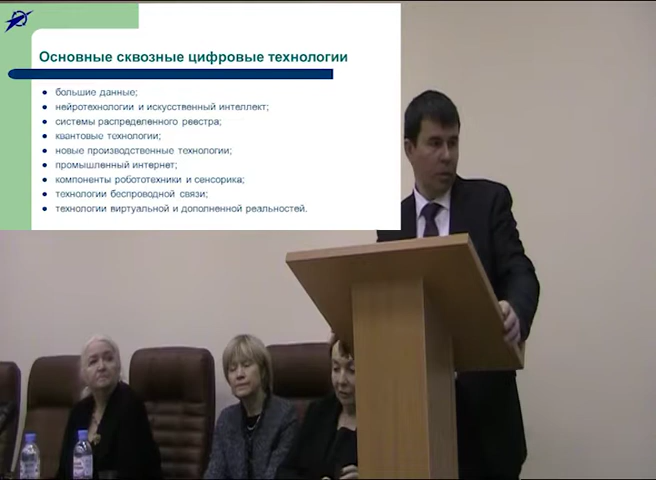 Основные сквозные цифровые технологии
большие данные;
нейротехнологии и искусственный интеллект;
системы распределенного реестра;
квантовые технологии;
новые производственные технологии;
промышленный интернет;
компоненты робототехники и сенсорика;
технологии беспроводной связи;
технологии виртуальной и дополненной реальностей.